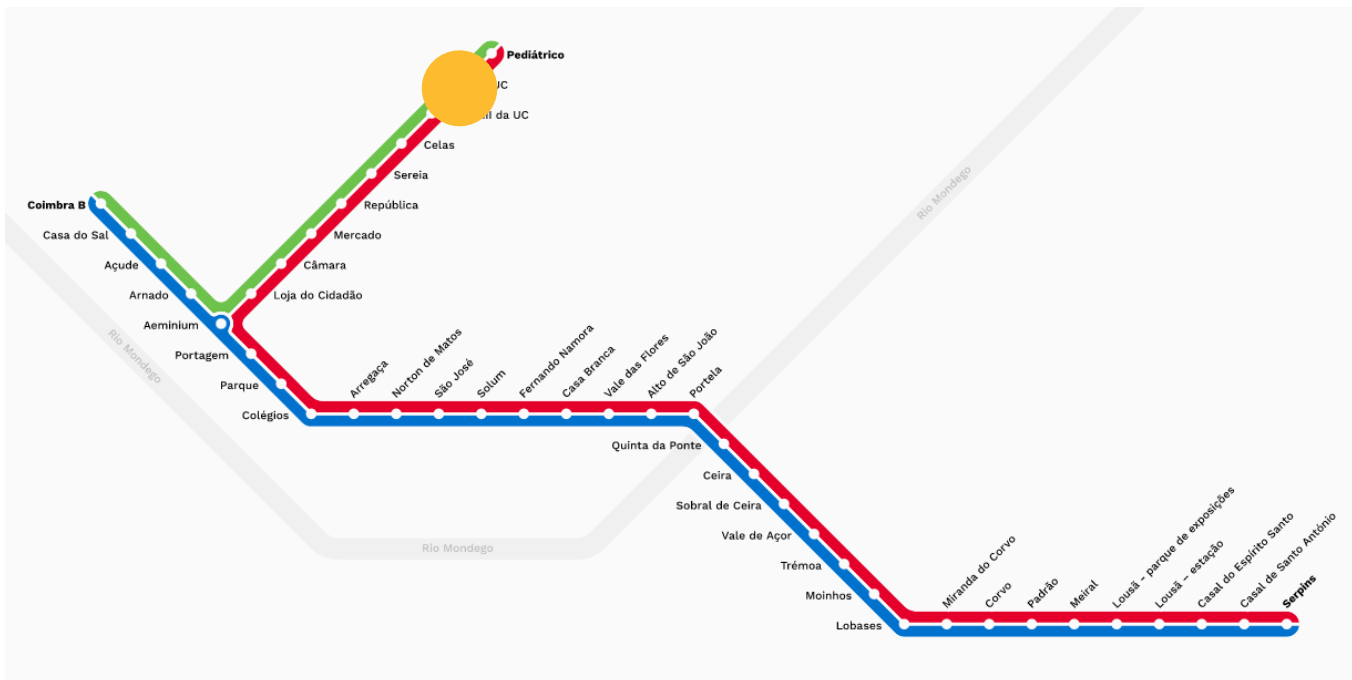 Pediátrico
UC
da UC
Celas
Sereia
República
Mercado
Câmara
Loja do Cidadão
Coimbra B
Casa do Sal
Açude
Arnado
Aeminium
Portagem
Parque
Colégios
Arregaça
Norton de Matos
São José
Solum
Fernando Namora
Casa Branca
Vale das Flores
Alto de São João
Portela
Quinta da Ponte
Ceira
Sobral de Ceira
Vale de Açor
Trémoa
Moinhos
Lobases
Miranda do Corvo
Corvo
Padrão
Meiral
Lousã - parque de exposições
Lousã – estação
Casal do Espírito Santo
Casal de Santo António
Serpins
Rio Mondego
Rio Mondego
Rio Mondego